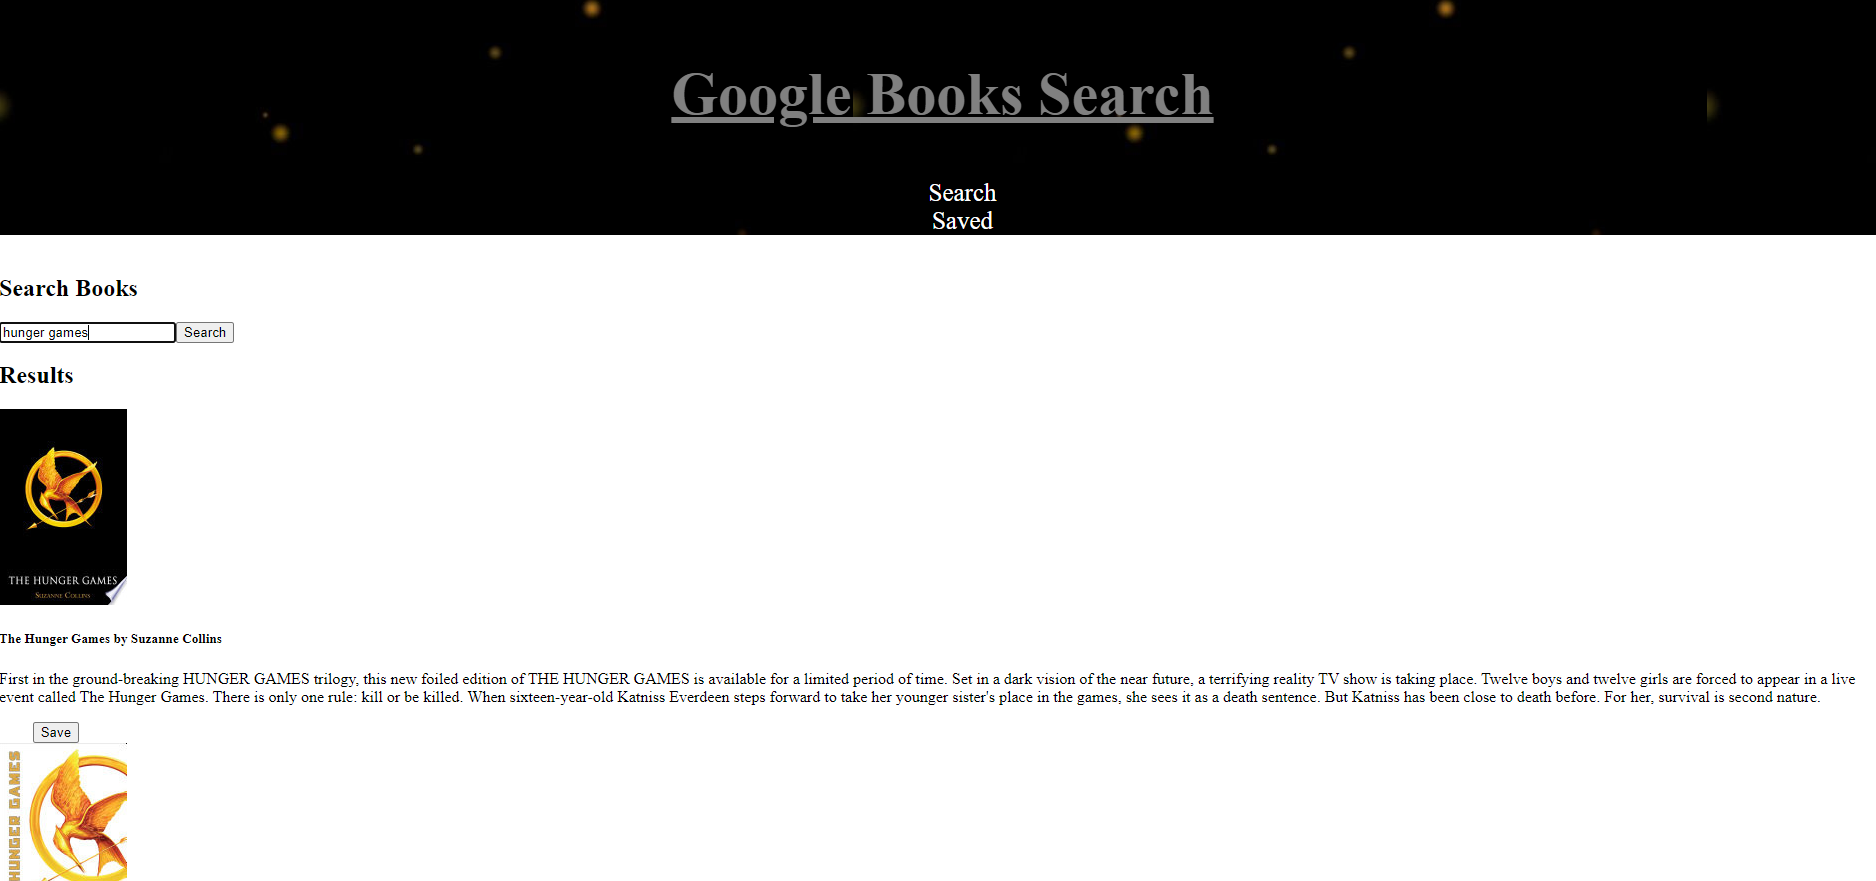 Google Books Search
Search
Saved
Search Books
hunger games Search
Results
THE HUNGER GAMES
SUZANNE COLLINS
The Hunger Games by Suzanne Collins
First in the ground-breaking HUNGER GAMES trilogy, this new foiled edition of THE HUNGER GAMES is available for a limited period of time. Set in a dark vision of the near future, a terrifying reality TV show is taking place. Twelve boys and twelve girls are forced to appear in a live
event called The Hunger Games. There is only one rule: kill or be killed. When sixteen-year-old Katniss Everdeen steps forward to take her younger sister's place in the games, she sees it as a death sentence. But Katniss has been close to death before. For her, survival is second nature.
Save
HUNGER GAMES